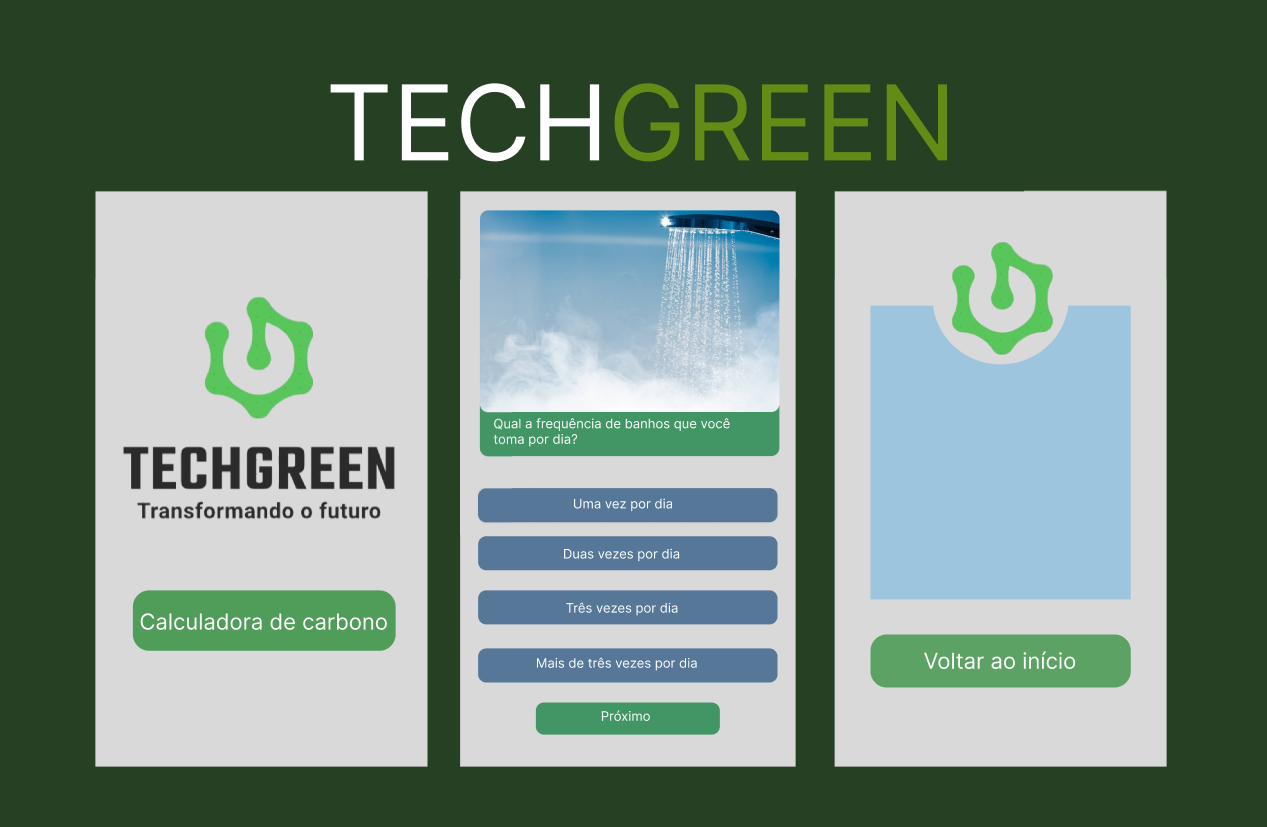 TECHGREEN
TECHGREEN
Transformando o futuro
Calculadora de carbono
Qual a frequência de banhos que você
toma por dia?
Uma vez por dia
Duas vezes por dia
Três vezes por dia
Mais de três vezes por dia
Próximo
Voltar ao início